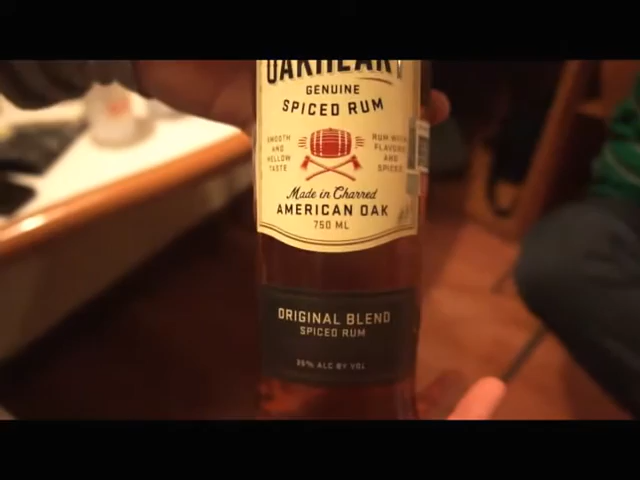 OAKHEART
GENUINE
SPICED RUM
SMOOTH
AND
MELLOW
TASTE
RUM WITH
FLAVORS
AND
SPICES
Made in Charred
AMERICAN OAK
750 ML
ORIGINAL BLEND
SPICED RUM
35% ALC BY VOL